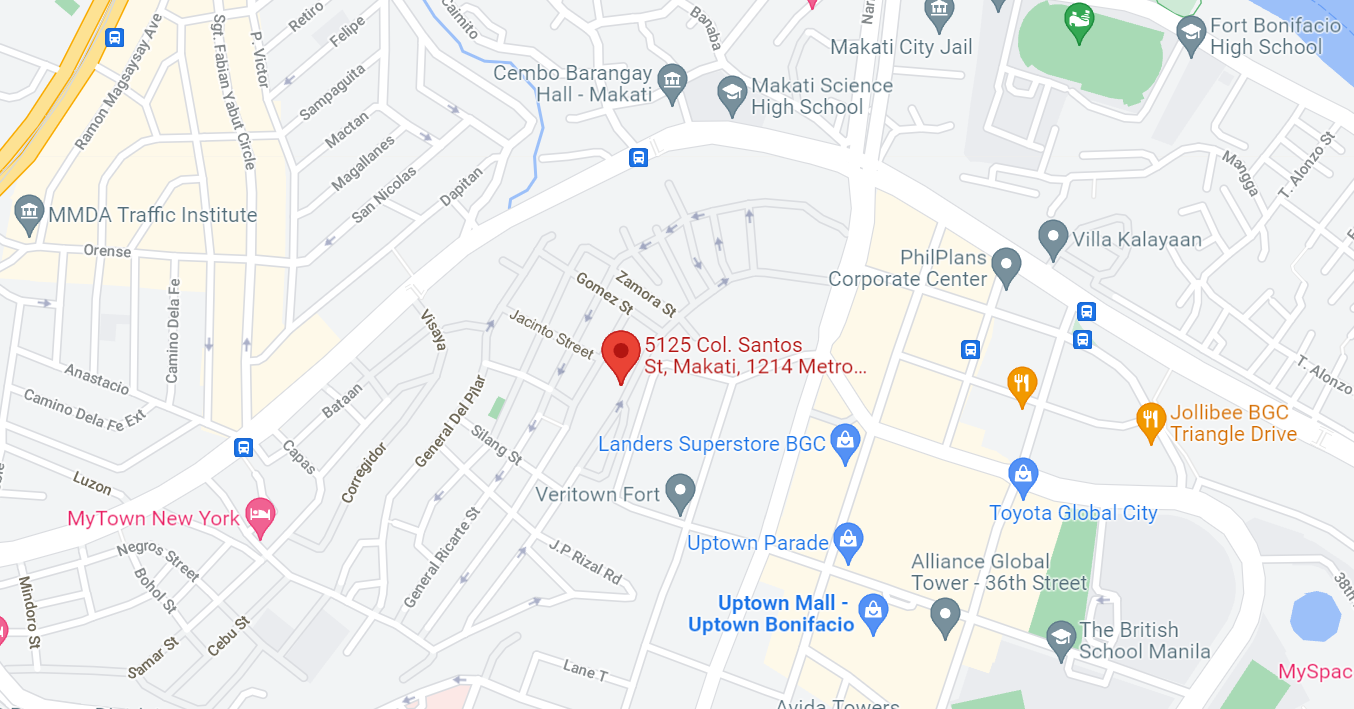 Retiro
Felipe
Caimito
Banaba
Nar
Makati City Jail
Fort Bonifacio
High School
Ramon Magsaysay Ave
Sgt. Fabian Yabut Circle
P. Victor
Sampaguita
Mactan
Magallanes
San Nicolas
Dapitan
Cembo Barangay
Hall - Makati
Makati Science
High School
Mangga
T. Alonzo St
MMDA Traffic Institute
Orense
Villa Kalayaan
PhilPlans
Corporate Center
Zamora St
Gomez St
Jacinto Street
Visaya
Camino Dela Fe
5125 Col. Santos
St, Makati, 1214 Metro...
Anastacio
Camino Dela Fe Ext
Bataan
General Del Pilar
T. Alonzo
Jollibee BGC
Triangle Drive
Landers Superstore BGC
Silang St
Capas
Corregidor
Luzon
Veritown Fort
MyTown New York
Toyota Global City
Uptown Parade
General Ricarte St
J.P Rizal Rd
Negros Street
Bohol St
Mindoro St
Alliance Global
Tower - 36th Street
38th
Uptown Mall -
Uptown Bonifacio
The British
School Manila
Samar St
Cebu St
Lane T
MySpac
Avida Towers